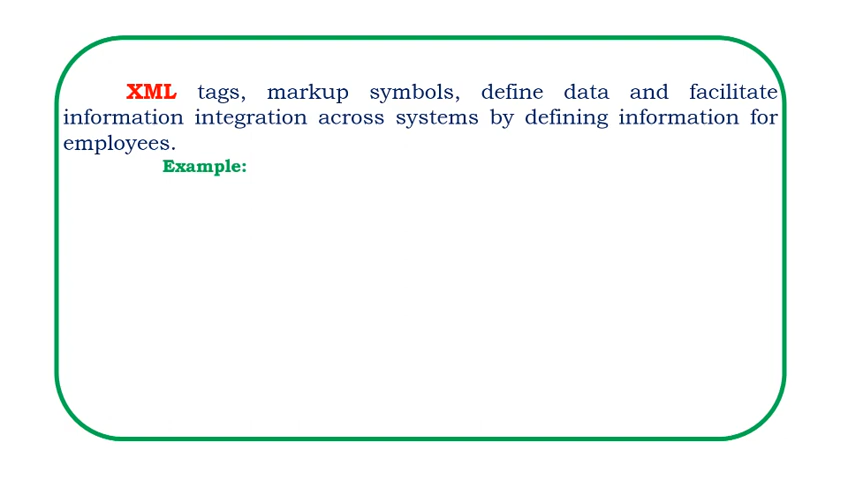 XML tags, markup symbols, define data and facilitate
information integration across systems by defining information for
employees.
Example: